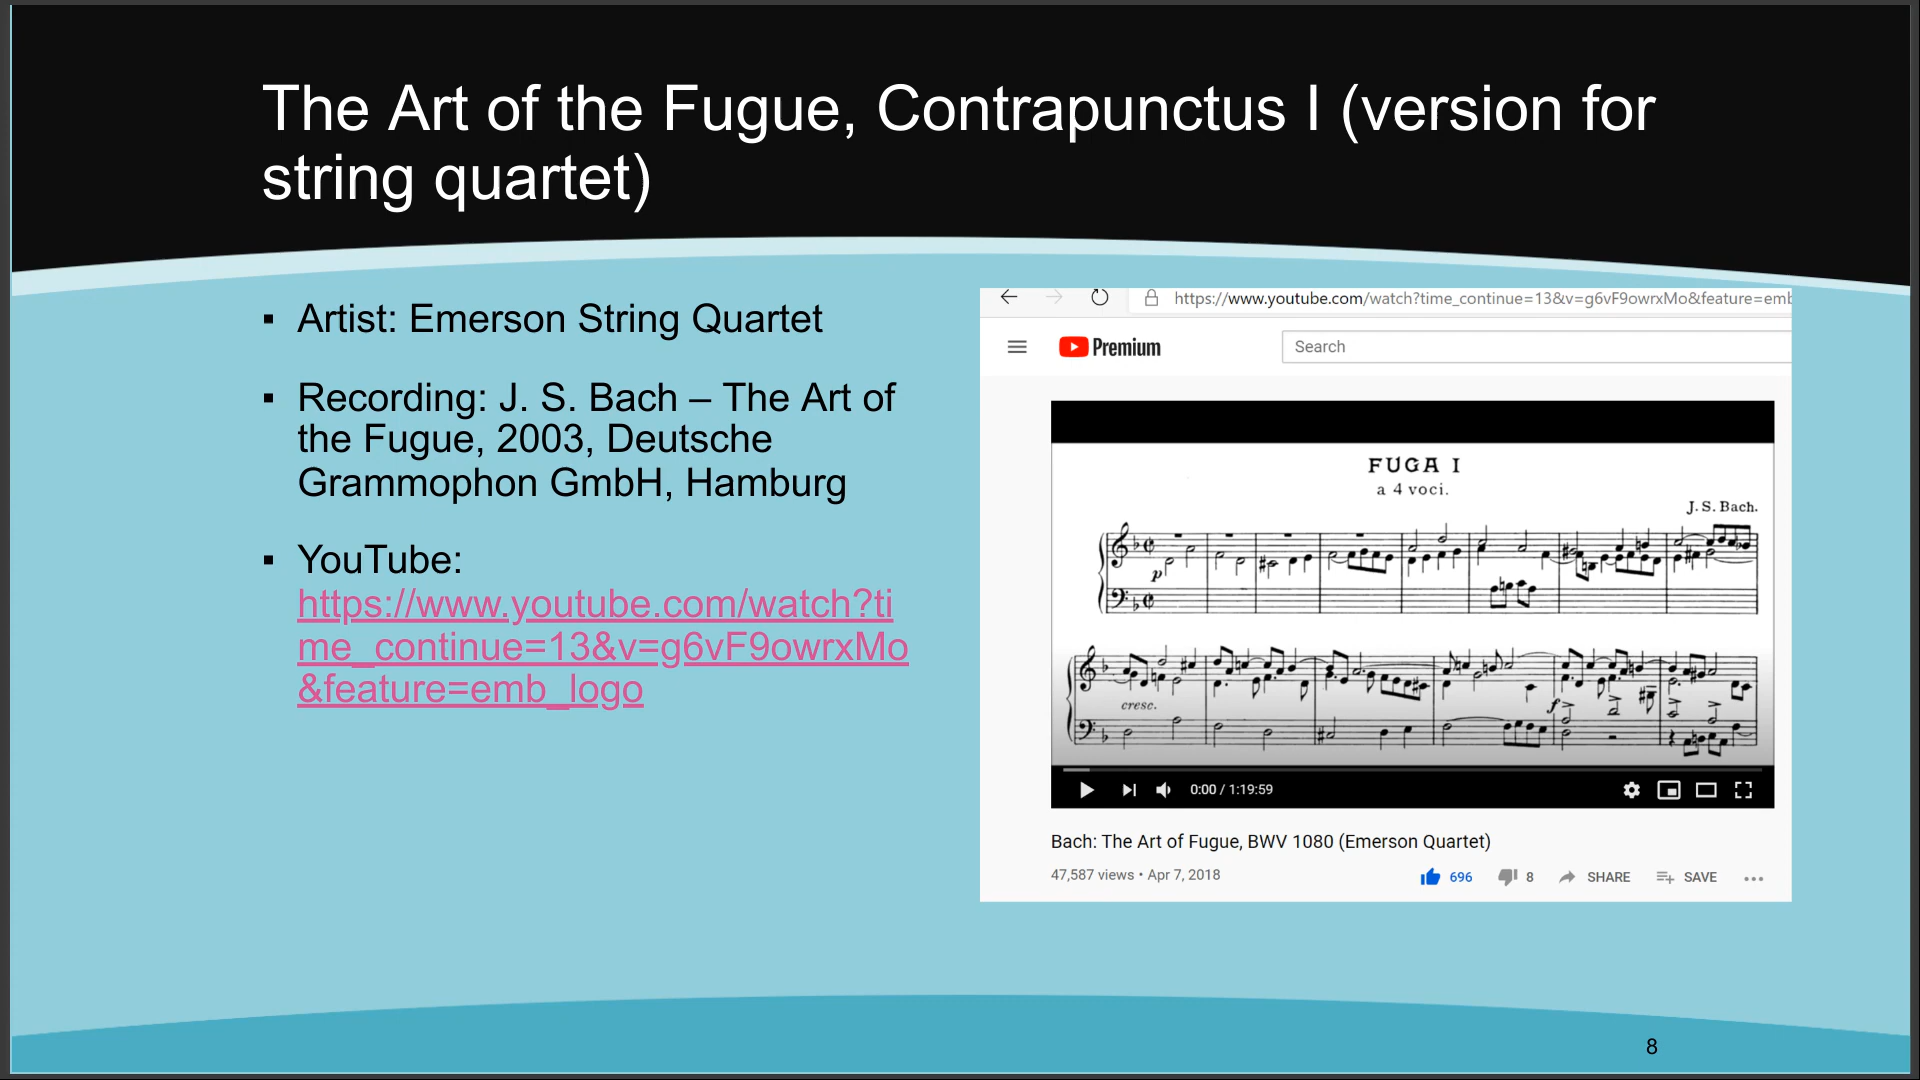 The Art of the Fugue, Contrapunctus I (version for
string quartet)
▪ Artist: Emerson String Quartet
▪ Recording: J. S. Bach – The Art of
the Fugue, 2003, Deutsche
Grammophon GmbH, Hamburg
▪ YouTube:
https://www.youtube.com/watch?ti
me_continue=13&v=g6vF9owrxMo
&feature=emb_logo
https://www.youtube.com/watch?time_continue=13&v=g6vF9owrxMo&feature=emb
Premium
Search
FUGA I
a 4 voci.
J. S. Bach.
p
cresc.
f
0:00 / 1:19:59
Bach: The Art of Fugue, BWV 1080 (Emerson Quartet)
47,587 views • Apr 7, 2018
696 8 SHARE SAVE
8